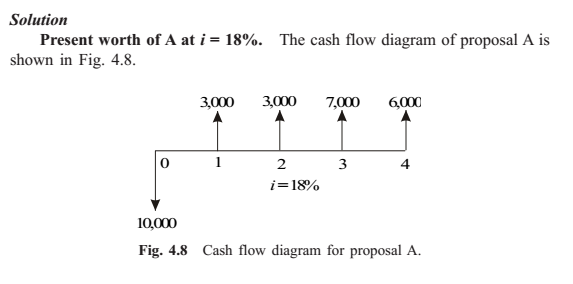 Solution
Present worth of A at i = 18%. The cash flow diagram of proposal A is
shown in Fig. 4.8.
3,000 3,000 7,000 6,000
0 1 2 3 4
i = 18%
10,000
Fig. 4.8 Cash flow diagram for proposal A.